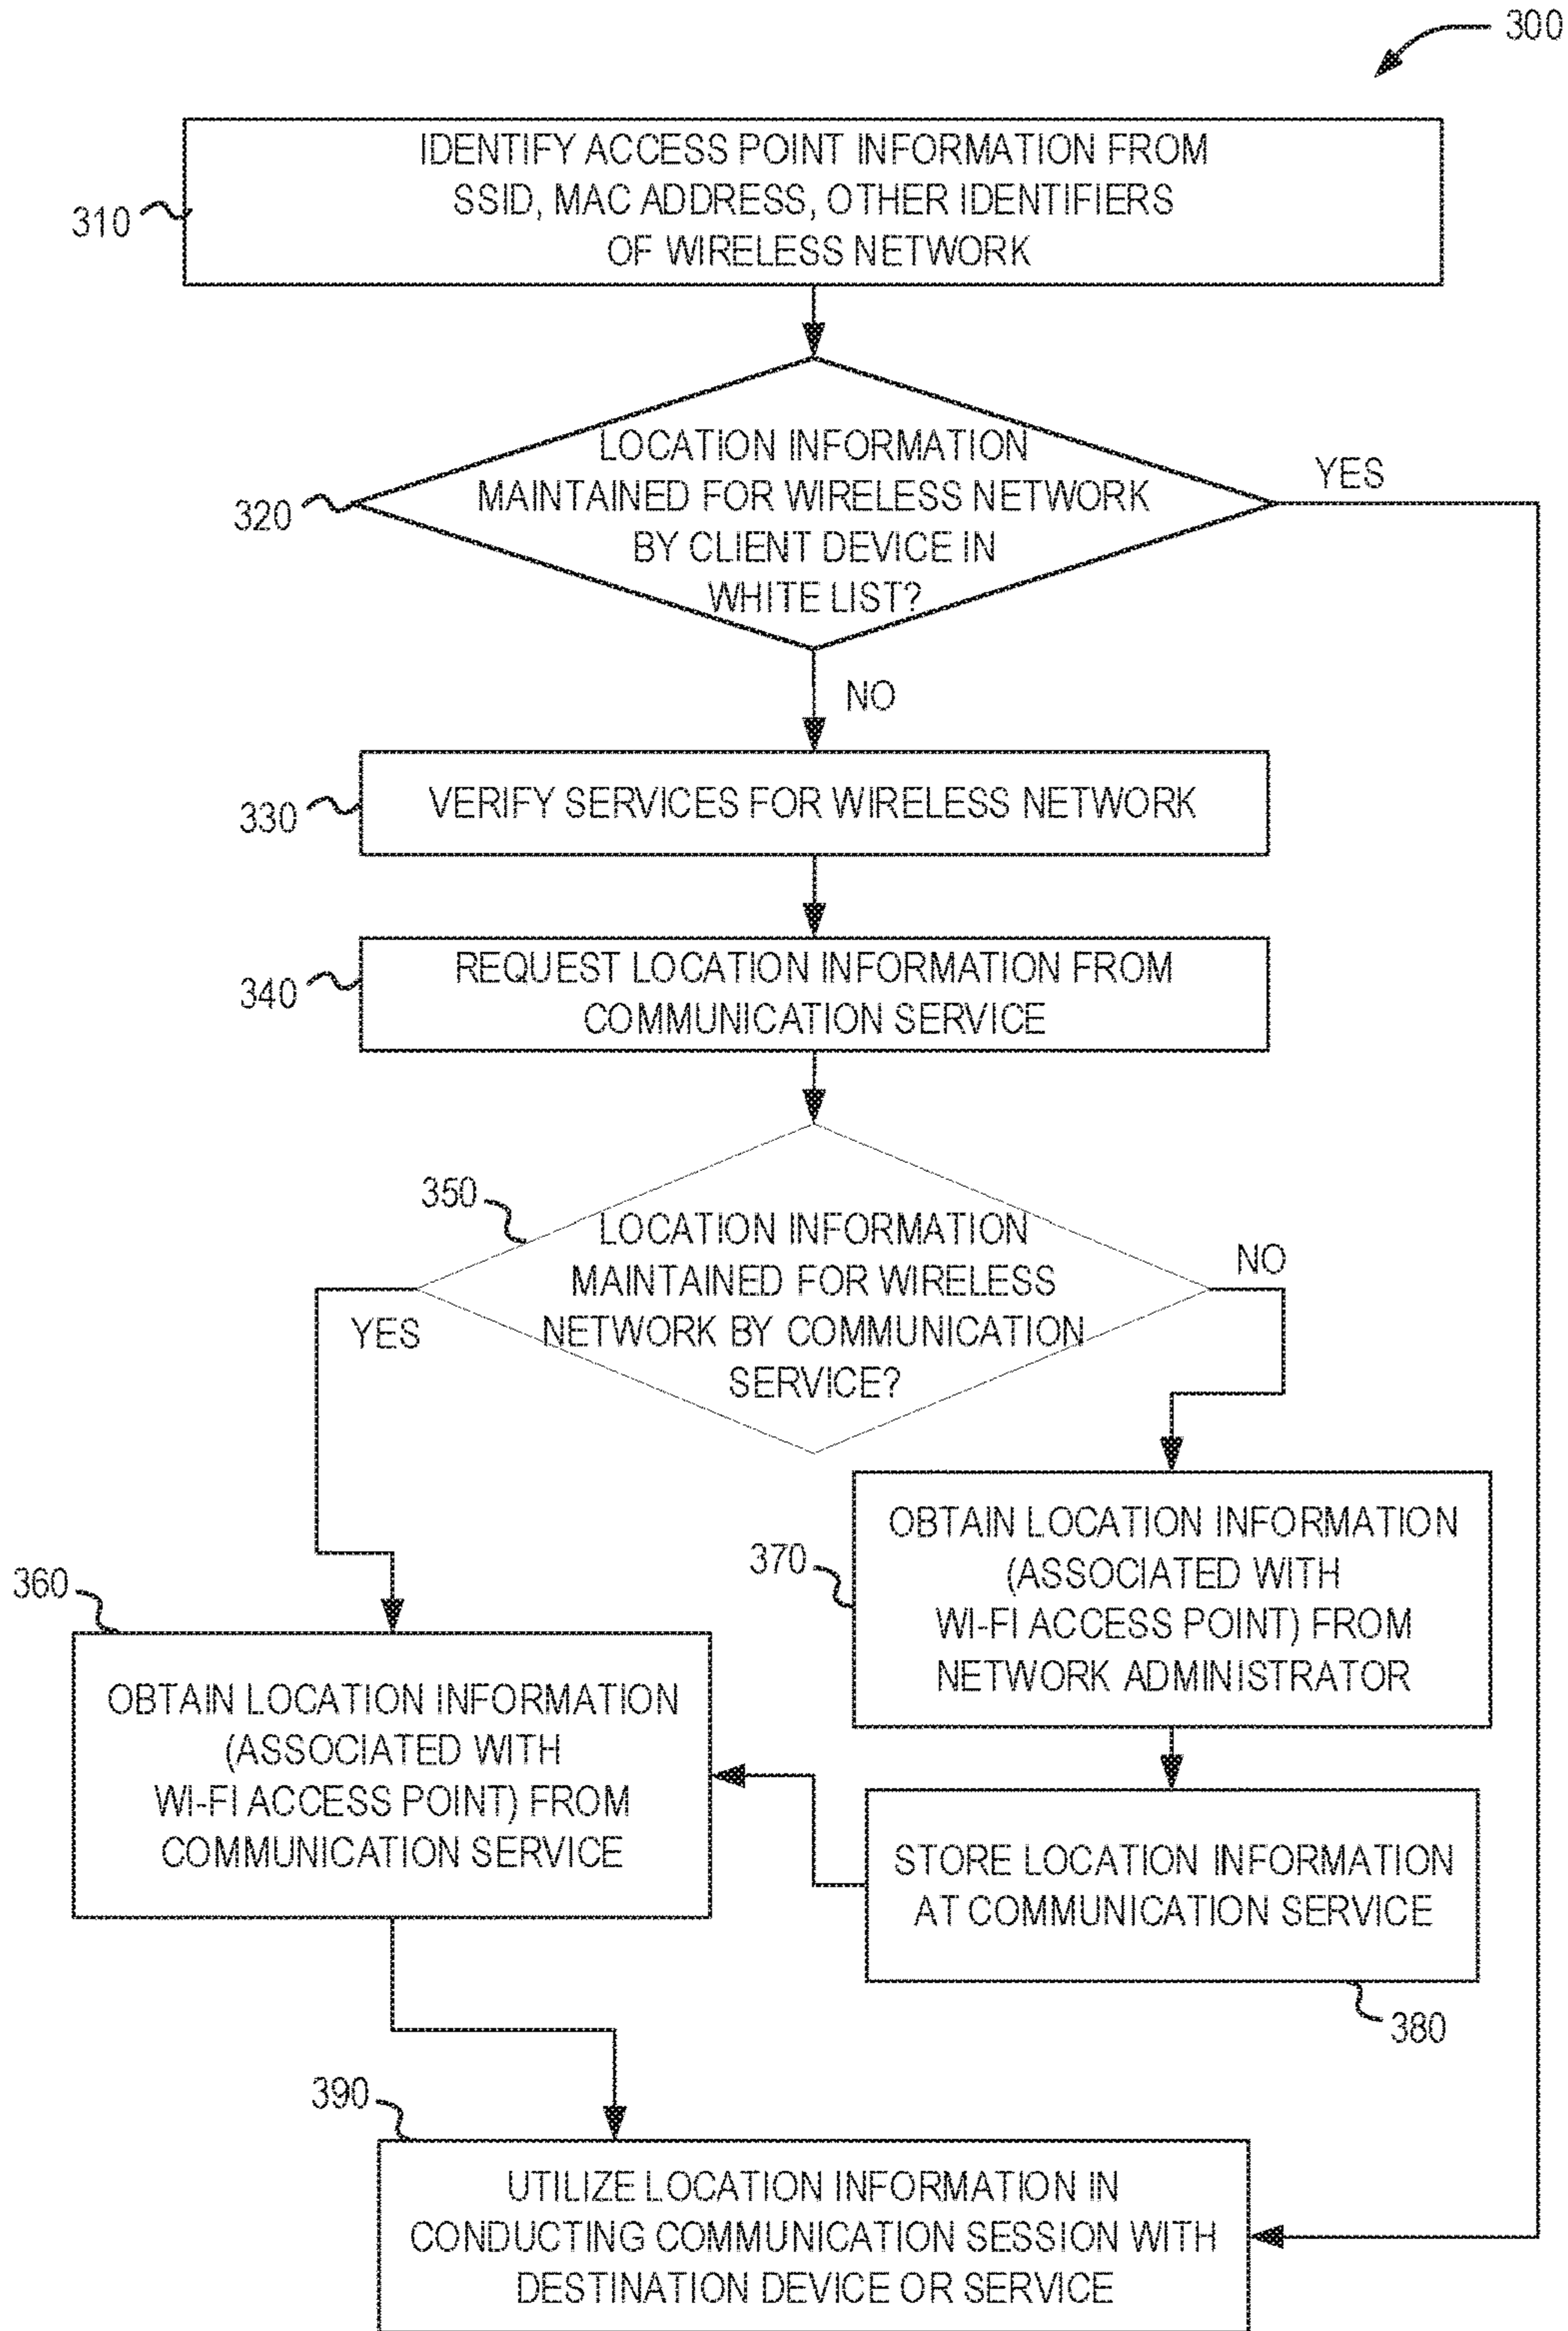 300
IDENTIFY ACCESS POINT INFORMATION FROM
SSID, MAC ADDRESS, OTHER IDENTIFIERS
OF WIRELESS NETWORK
310
LOCATION INFORMATION
MAINTAINED FOR WIRELESS NETWORK
BY CLIENT DEVICE IN
WHITE LIST?
320
YES
NO
VERIFY SERVICES FOR WIRELESS NETWORK
330
REQUEST LOCATION INFORMATION FROM
COMMUNICATION SERVICE
340
350
LOCATION INFORMATION
MAINTAINED FOR WIRELESS
NETWORK BY COMMUNICATION
SERVICE?
YES
NO
OBTAIN LOCATION INFORMATION
(ASSOCIATED WITH
WI-FI ACCESS POINT) FROM
NETWORK ADMINISTRATOR
370
360
OBTAIN LOCATION INFORMATION
(ASSOCIATED WITH
WI-FI ACCESS POINT) FROM
COMMUNICATION SERVICE
STORE LOCATION INFORMATION
AT COMMUNICATION SERVICE
380
390
UTILIZE LOCATION INFORMATION IN
CONDUCTING COMMUNICATION SESSION WITH
DESTINATION DEVICE OR SERVICE